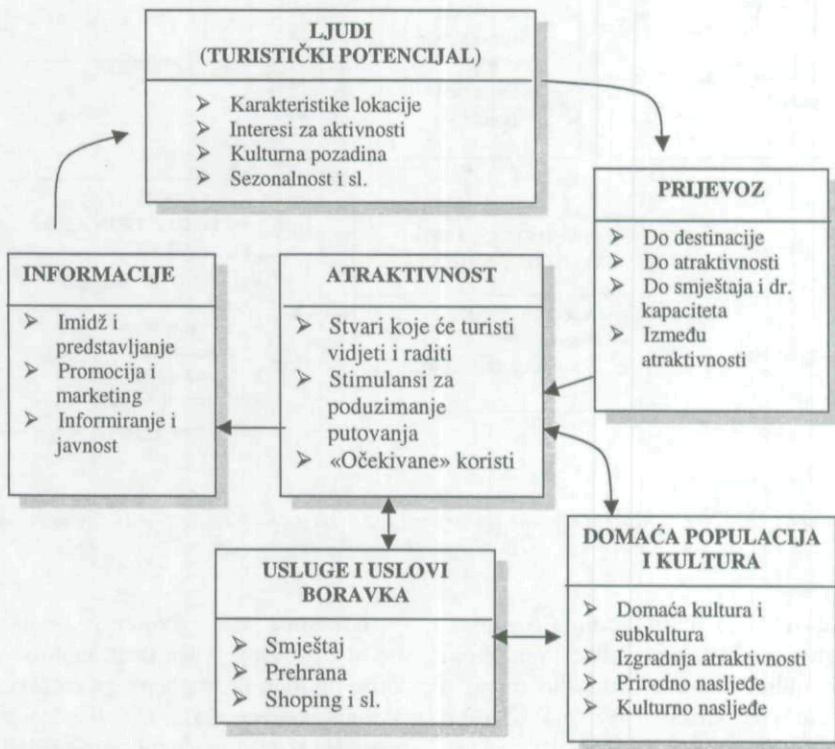 LJUDI
(TURISTIČKI POTENCIJAL)
➢ Karakteristike lokacije
➢ Interesi za aktivnosti
➢ Kulturna pozadina
➢ Sezonalnost i sl.
PRIJEVOZ
➢ Do destinacije
➢ Do atraktivnosti
➢ Do smještaja i dr.
kapaciteta
➢ Između
atraktivnosti
INFORMACIJE
➢ Imidž i
predstavljanje
➢ Promocija i
marketing
➢ Informiranje i
javnost
ATRAKTIVNOST
➢ Stvari koje će turisti
vidjeti i raditi
➢ Stimulansi za
poduzimanje
putovanja
➢ «Očekivane» koristi
USLUGE I USLOVI
BORAVKA
➢ Smještaj
➢ Prehrana
➢ Shoping i sl.
DOMAĆA POPULACIJA
I KULTURA
➢ Domaća kultura i
subkultura
➢ Izgradnja atraktivnosti
➢ Prirodno nasljeđe
➢ Kulturno nasljeđe